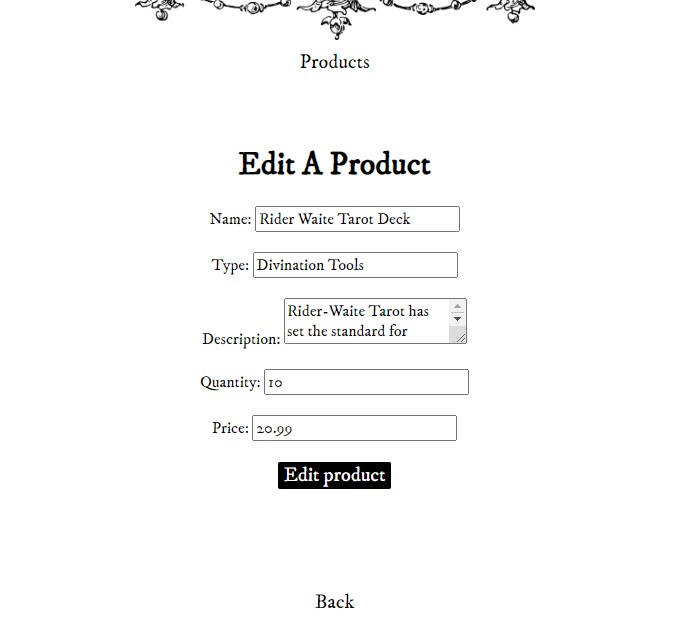 Products
Edit A Product
Name: Rider Waite Tarot Deck
Type: Divination Tools
Description: Rider-Waite Tarot has
set the standard for
Quantity: 10
Price: 20.99
Edit product
Back